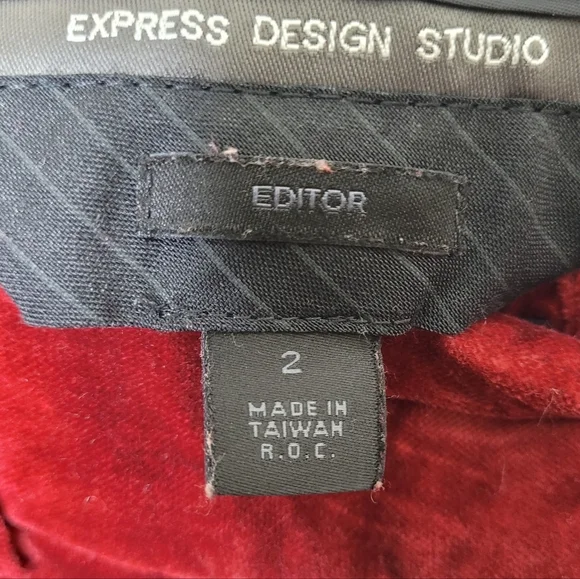 EXPRESS DESIGN STUDIO
EDITOR
2
MADE IN
TAIWAN
R.O.C.